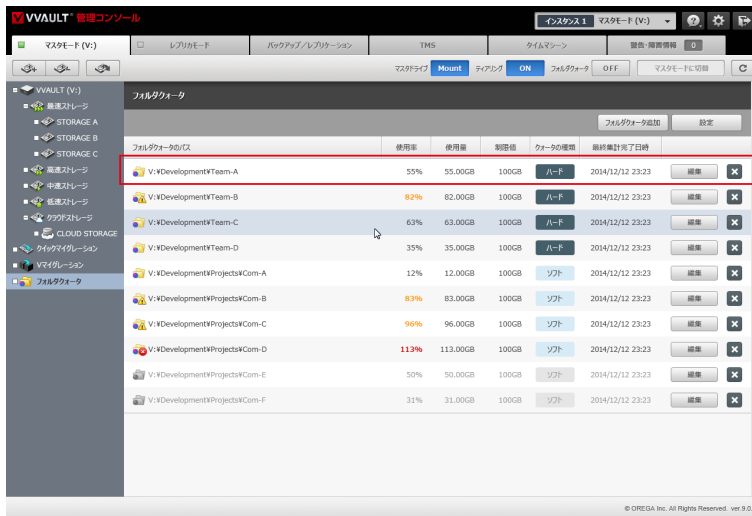 VVAULT® 管理コンソール
インスタンス 1 マスタモード (V:)
マスタモード (V:) レプリカモード バックアップ／レプリケーション TMS タイムマシーン 警告・障害情報 0
マスタドライブ Mount ティアリング ON フォルダクォータ OFF マスタモードに切替
VVAULT (V:)
最速ストレージ
STORAGE A
STORAGE B
STORAGE C
高速ストレージ
中速ストレージ
低速ストレージ
クラウドストレージ
CLOUD STORAGE
クイックマイグレーション
Vマイグレーション
フォルダクォータ
フォルダクォータ
フォルダクォータ追加 設定
フォルダクォータのパス 使用率 使用量 制限値 クォータの種類 最終集計完了日時
V:¥Development¥Team-A 55% 55.00GB 100GB ハード 2014/12/12 23:23 編集
V:¥Development¥Team-B 82% 82.00GB 100GB ハード 2014/12/12 23:23 編集
V:¥Development¥Team-C 63% 63.00GB 100GB ハード 2014/12/12 23:23 編集
V:¥Development¥Team-D 35% 35.00GB 100GB ハード 2014/12/12 23:23 編集
V:¥Development¥Projects¥Com-A 12% 12.00GB 100GB ソフト 2014/12/12 23:23 編集
V:¥Development¥Projects¥Com-B 83% 83.00GB 100GB ソフト 2014/12/12 23:23 編集
V:¥Development¥Projects¥Com-C 96% 96.00GB 100GB ソフト 2014/12/12 23:23 編集
V:¥Development¥Projects¥Com-D 113% 113.00GB 100GB ソフト 2014/12/12 23:23 編集
V:¥Development¥Projects¥Com-E 50% 50.00GB 100GB ソフト 2014/12/12 23:23 編集
V:¥Development¥Projects¥Com-F 31% 31.00GB 100GB ソフト 2014/12/12 23:23 編集
© OREGA Inc. All Rights Reserved. ver.9.0